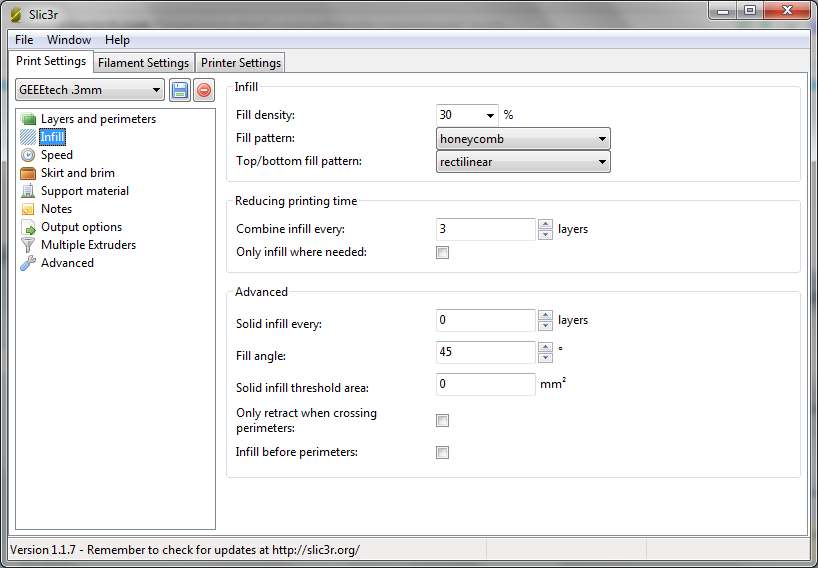 Slic3r
File Window Help
Print Settings Filament Settings Printer Settings
GEEEtech .3mm
Layers and perimeters
Infill
Speed
Skirt and brim
Support material
Notes
Output options
Multiple Extruders
Advanced
Infill
Fill density: 30 %
Fill pattern: honeycomb
Top/bottom fill pattern: rectilinear
Reducing printing time
Combine infill every: 3 layers
Only infill where needed:
Advanced
Solid infill every: 0 layers
Fill angle: 45 °
Solid infill threshold area: 0 mm²
Only retract when crossing
perimeters:
Infill before perimeters:
Version 1.1.7 - Remember to check for updates at http://slic3r.org/